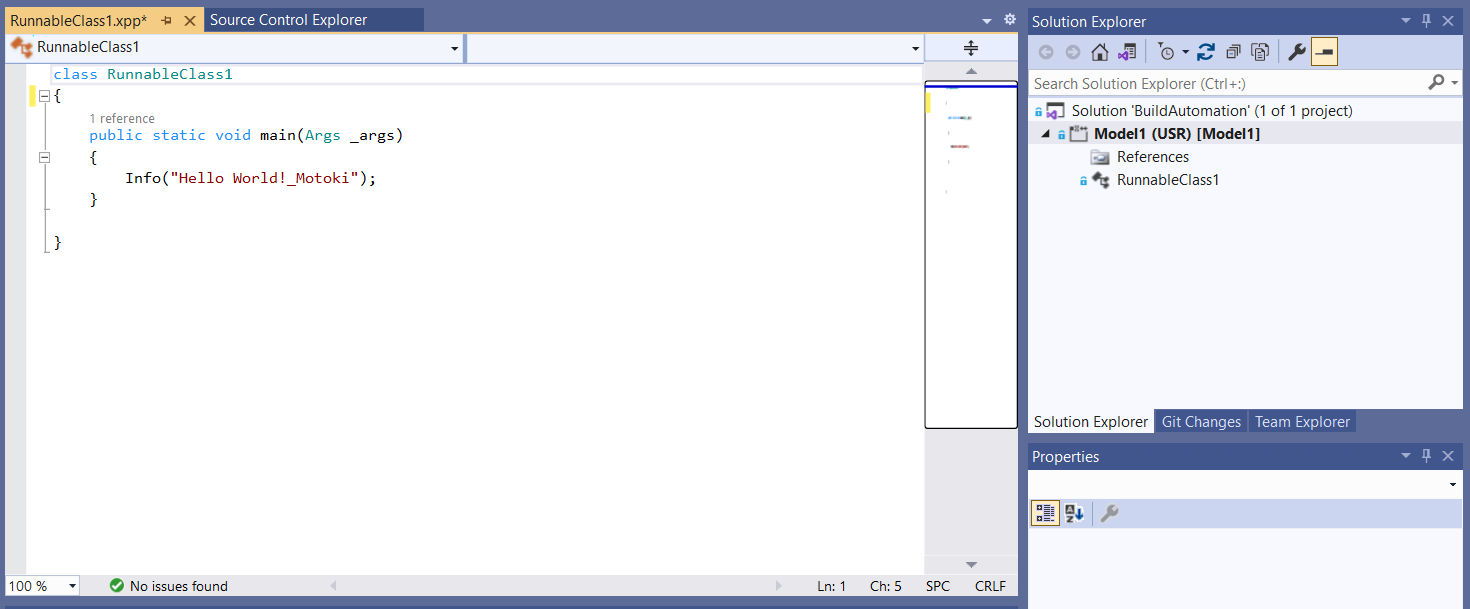 RunnableClass1.xpp*
Source Control Explorer
RunnableClass1
class RunnableClass1
{
1 reference
public static void main(Args _args)
{
Info("Hello World!_Motoki");
}
}
100 %
No issues found
Ln: 1
Ch: 5
SPC
CRLF
Solution Explorer
Search Solution Explorer (Ctrl+:)
Solution 'BuildAutomation' (1 of 1 project)
Model1 (USR) [Model1]
References
RunnableClass1
Solution Explorer
Git Changes
Team Explorer
Properties